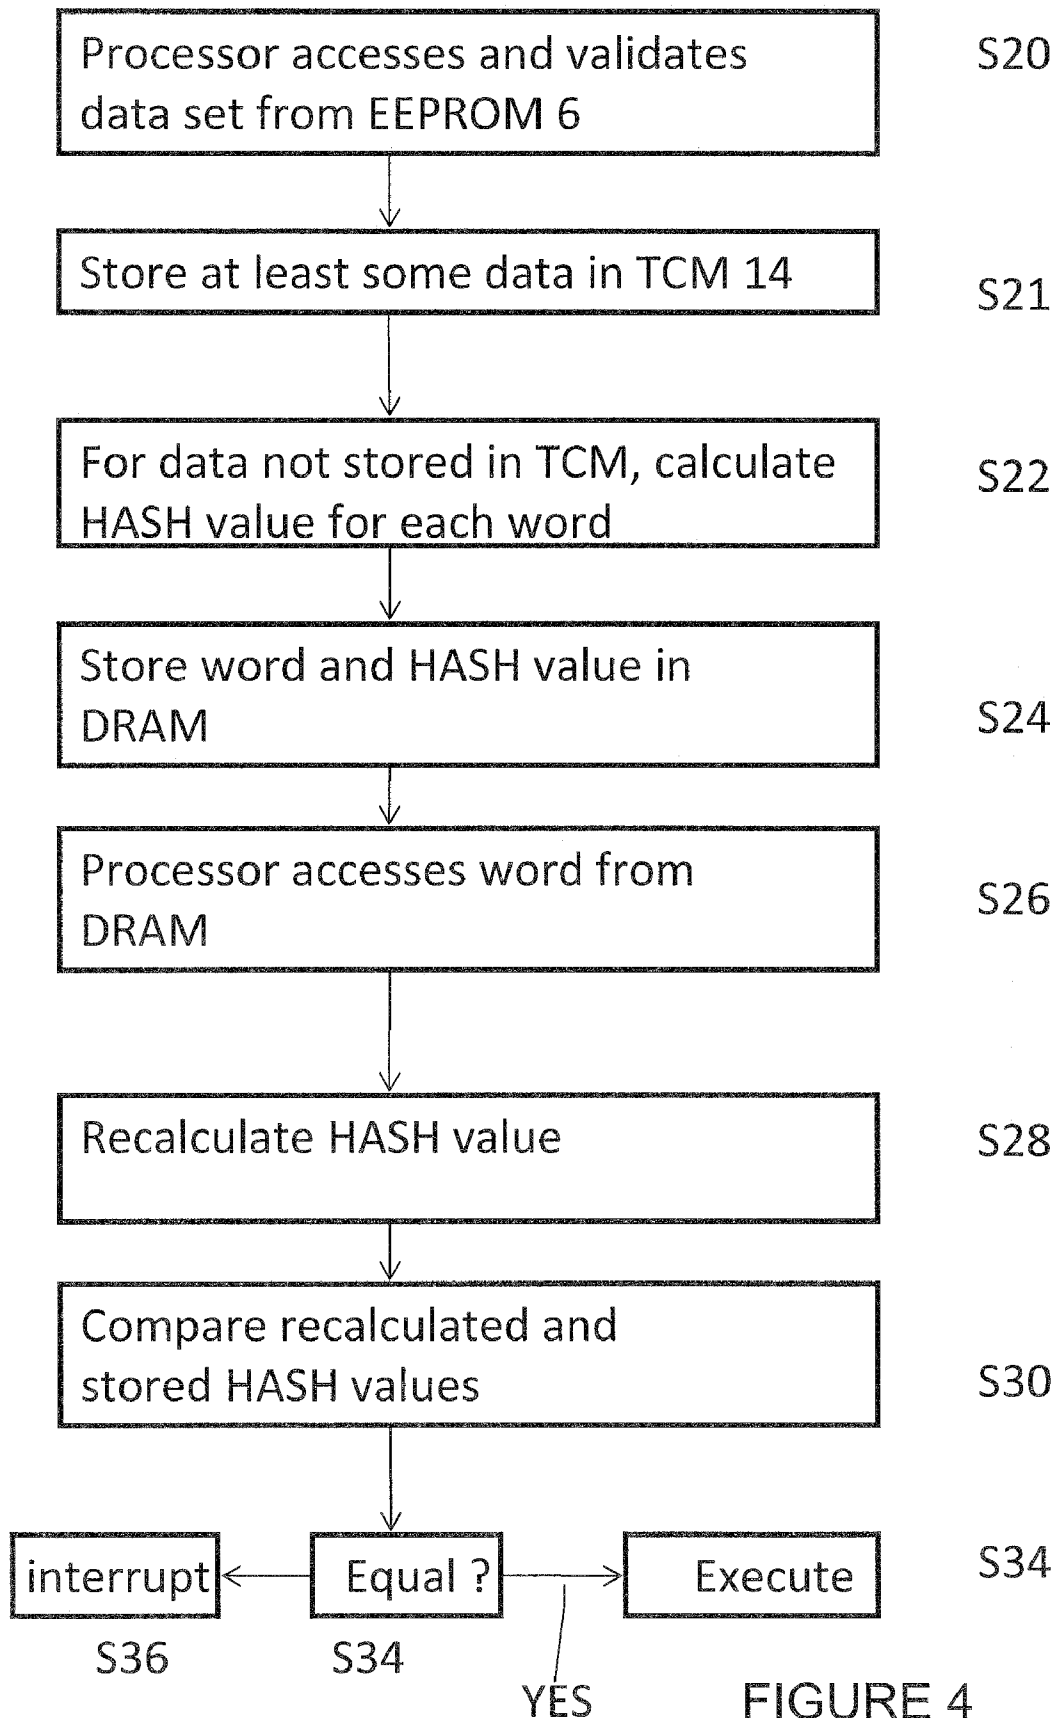 Processor accesses and validates
data set from EEPROM 6
S20
Store at least some data in TCM 14
S21
For data not stored in TCM, calculate
HASH value for each word
S22
Store word and HASH value in
DRAM
S24
Processor accesses word from
DRAM
S26
Recalculate HASH value
S28
Compare recalculated and
stored HASH values
S30
interrupt
Equal ?
Execute
S34
S36
S34
YES
FIGURE 4